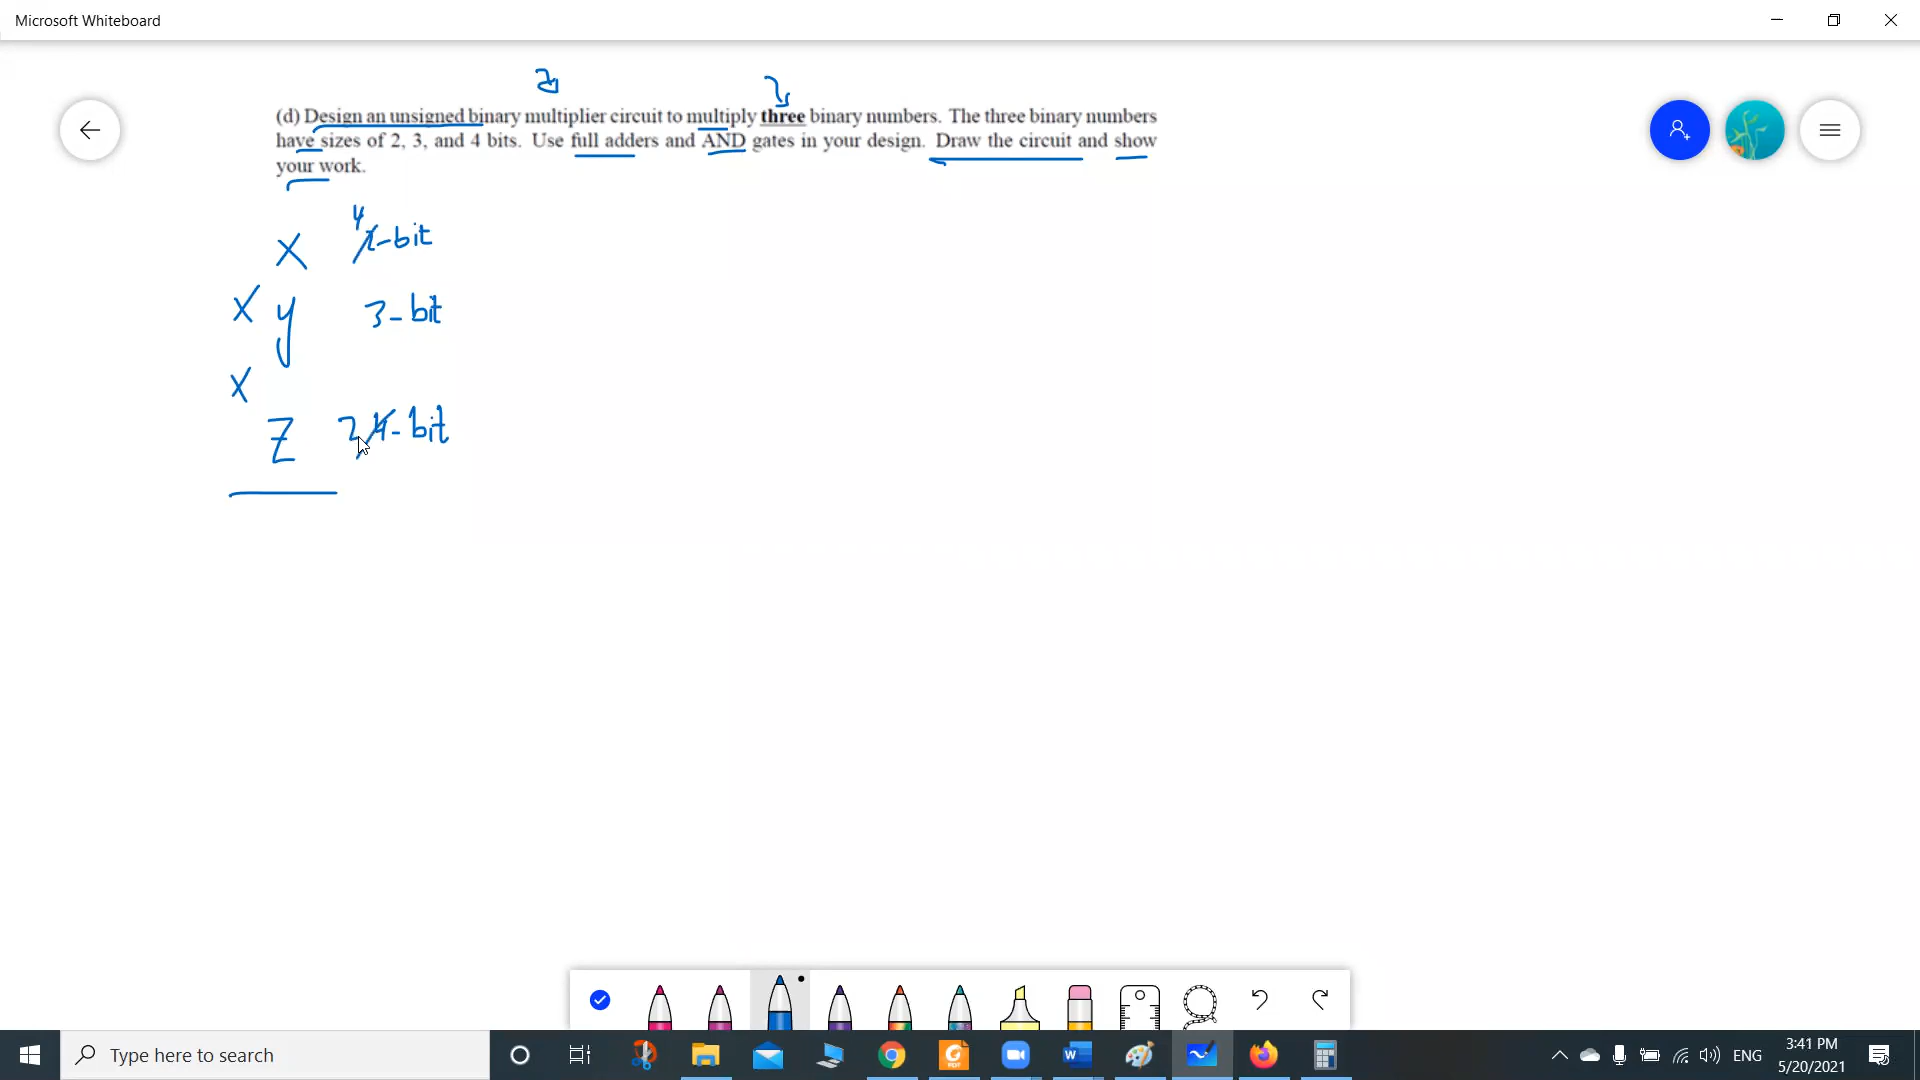 Microsoft Whiteboard
(d) Design an unsigned binary multiplier circuit to multiply three binary numbers. The three binary numbers
have sizes of 2, 3, and 4 bits. Use full adders and AND gates in your design. Draw the circuit and show
your work.
4
X 2-bit
X y 3-bit
X
Z 2 4-bit
Type here to search
ENG
3:41 PM
5/20/2021